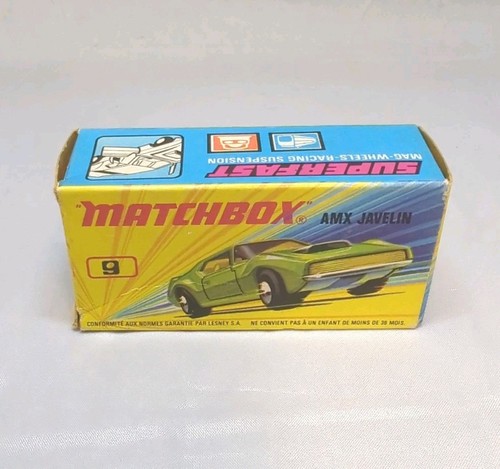 SUPERFAST
MAG-WHEELS-RACING SUSPENSION
"MATCHBOX"® AMX JAVELIN
9
CONFORMITÉ AUX NORMES GARANTIE PAR LESNEY S.A. NE CONVIENT PAS À UN ENFANT DE MOINS DE 36 MOIS.